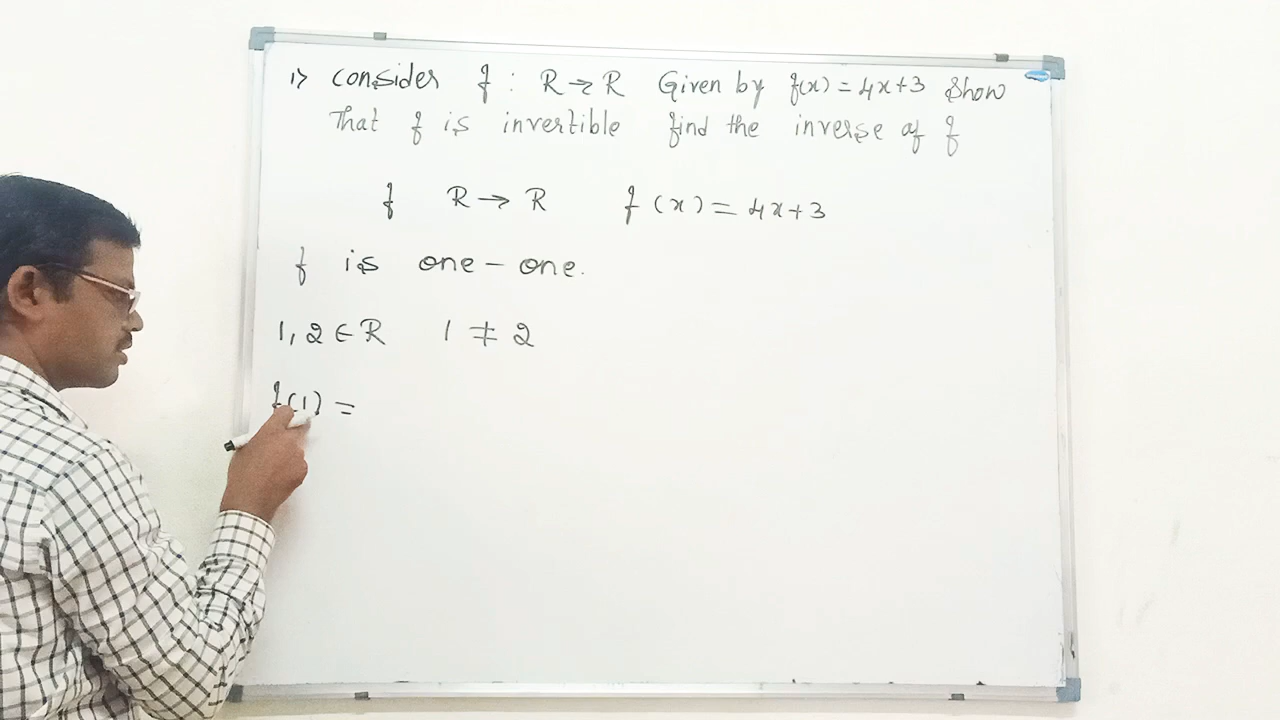 1) consider f : R → R Given by f(x) = 4x+3 Show
That f is invertible find the inverse of f
f R → R f (x) = 4x+3
f is one - one.
1, 2 ∈ R 1 ≠ 2
f(1) =